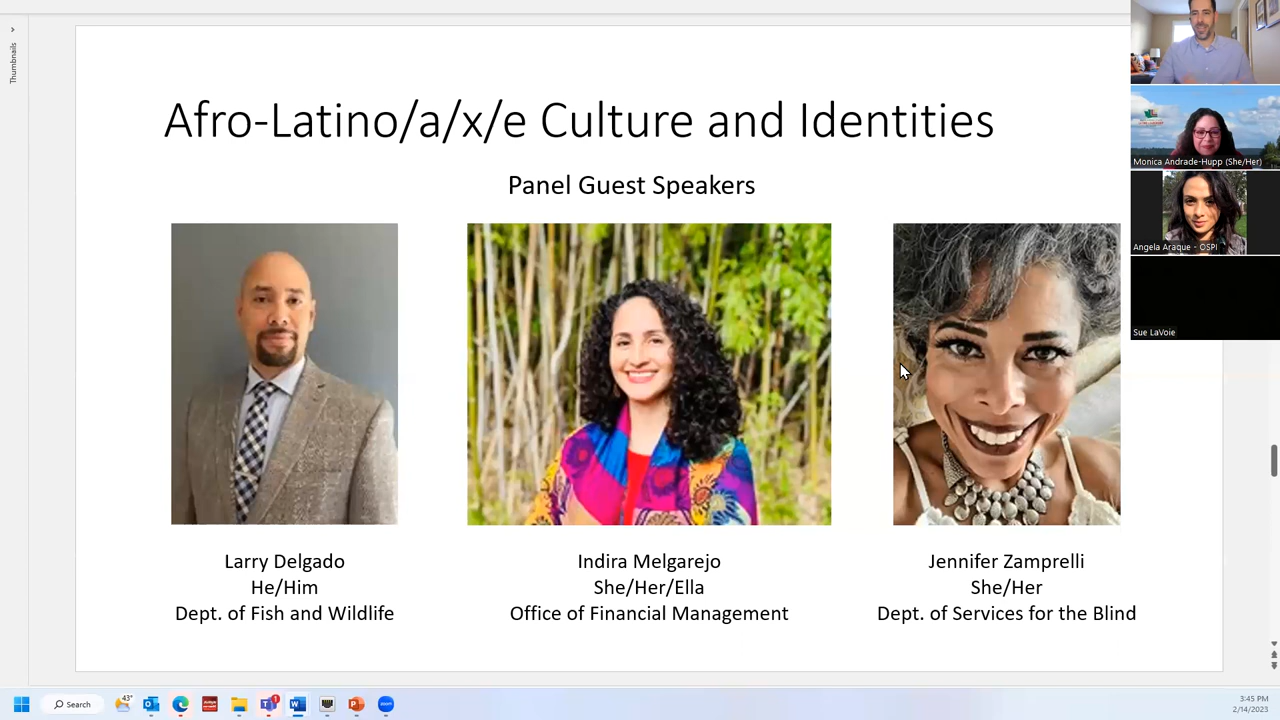 Thumbnails
Afro-Latino/a/x/e Culture and Identities
Panel Guest Speakers
Larry Delgado
He/Him
Dept. of Fish and Wildlife
Indira Melgarejo
She/Her/Ella
Office of Financial Management
Jennifer Zamprelli
She/Her
Dept. of Services for the Blind
Monica Andrade-Hupp (She/Her)
Angela Araque - OSPI
Sue LaVoie
43°
Search
1
3:45 PM
2/14/2023